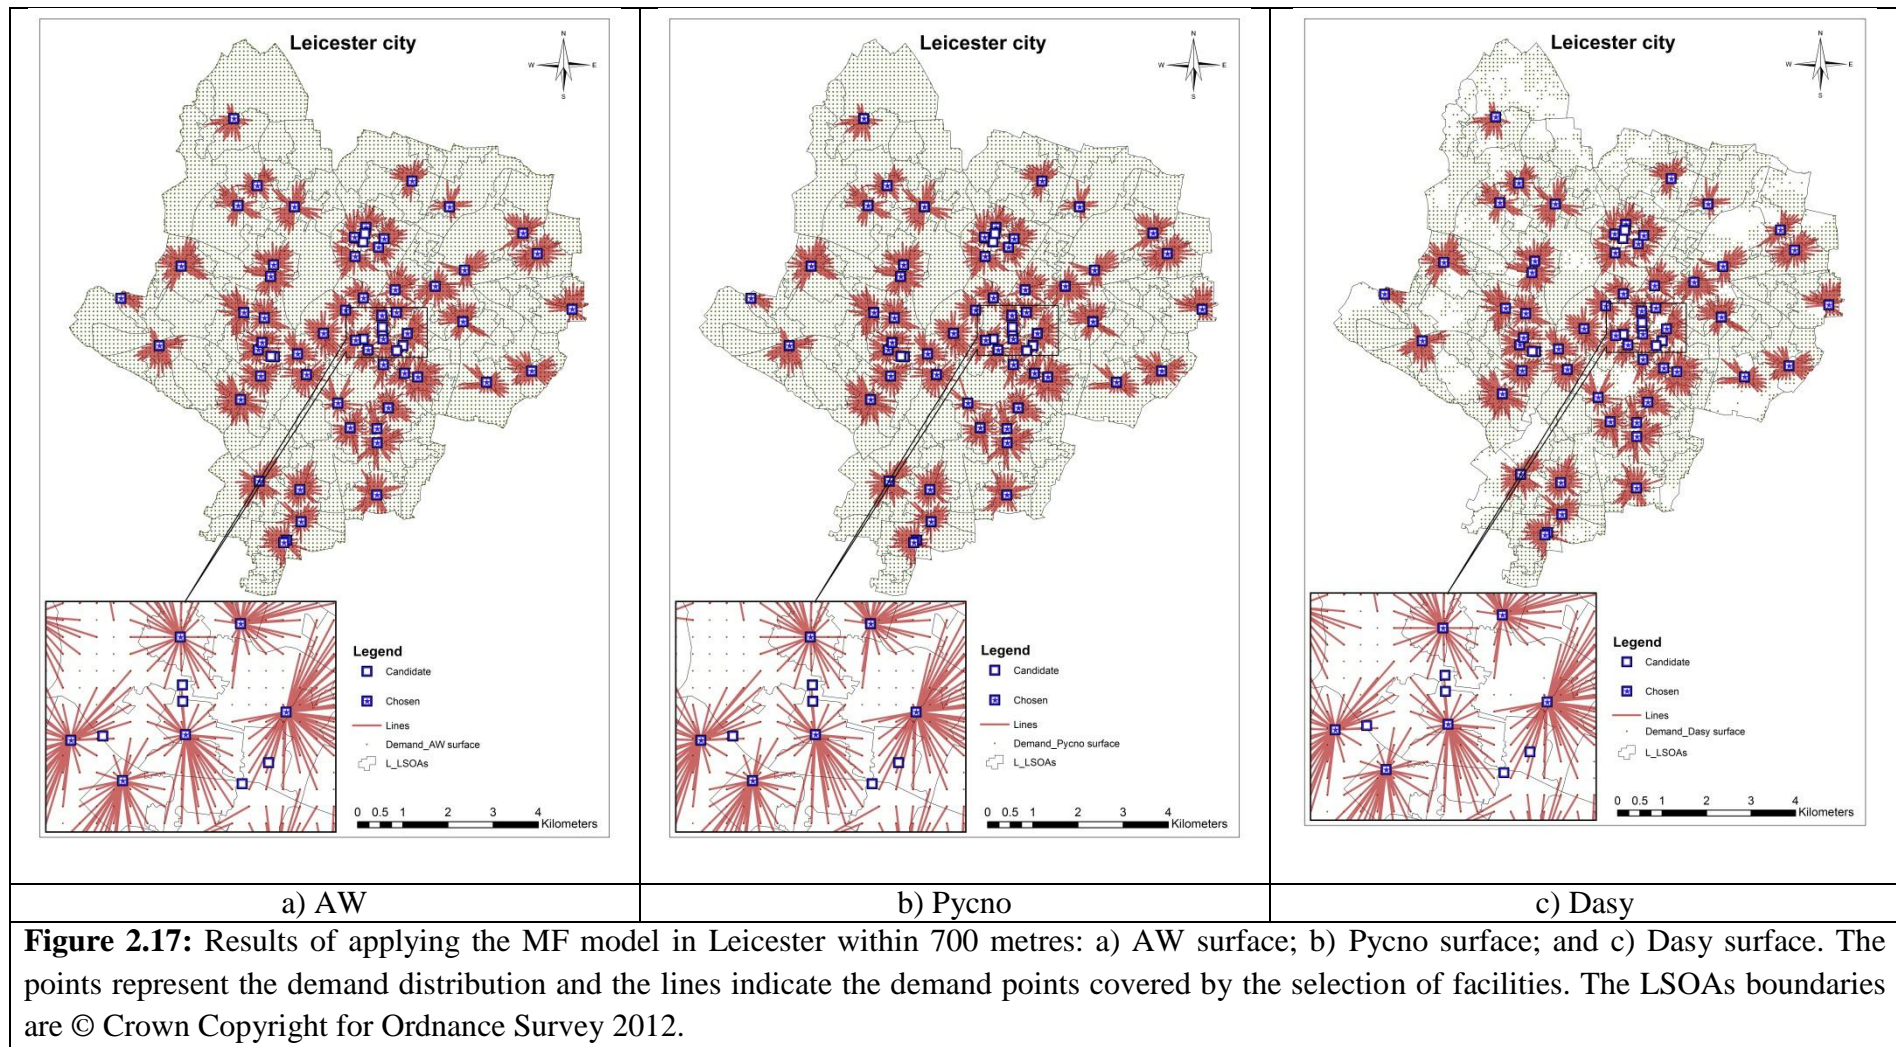 Leicester city
N
W E
S
Legend
Candidate
Chosen
Lines
Demand_AW surface
L_LSOAs
0 0.5 1 2 3 4
Kilometers
Leicester city
N
W E
S
Legend
Candidate
Chosen
Lines
Demand_Pycno surface
L_LSOAs
0 0.5 1 2 3 4
Kilometers
Leicester city
N
W E
S
Legend
Candidate
Chosen
Lines
Demand_Dasy surface
L_LSOAs
0 0.5 1 2 3 4
Kilometers
a) AW
b) Pycno
c) Dasy
Figure 2.17: Results of applying the MF model in Leicester within 700 metres: a) AW surface; b) Pycno surface; and c) Dasy surface. The
points represent the demand distribution and the lines indicate the demand points covered by the selection of facilities. The LSOAs boundaries
are © Crown Copyright for Ordnance Survey 2012.